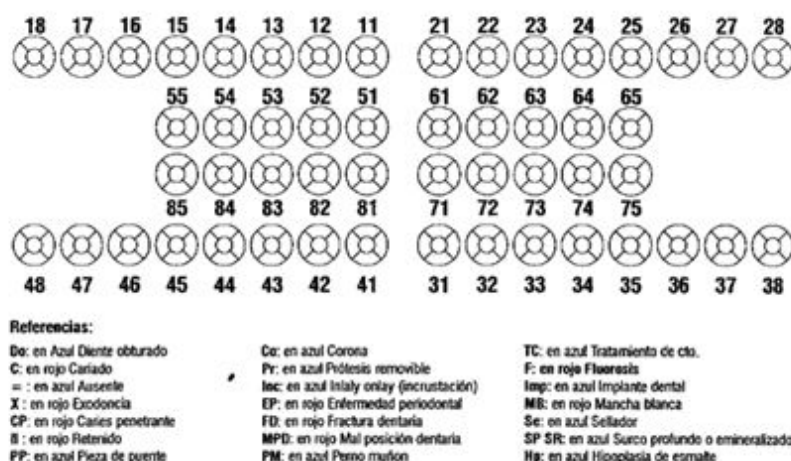 18 17 16 15 14 13 12 11 21 22 23 24 25 26 27 28
55 54 53 52 51 61 62 63 64 65
85 84 83 82 81 71 72 73 74 75
48 47 46 45 44 43 42 41 31 32 33 34 35 36 37 38
Referencias:
Do: en Azul Diente obturado
C: en rojo Cariado
= : en azul Ausente
X : en rojo Exodoncia
CP: en rojo Caries penetrante
R : en rojo Retenido
PP: en azul Pieza de puente
Co: en azul Corona
Pr: en azul Prótesis removible
Inc: en azul Inlaly onlay (incrustación)
EP: en rojo Enfermedad periodontal
FD: en rojo Fractura dentaria
MPD: en rojo Mal posición dentaria
PM: en azul Perno muñon
TC: en azul Tratamiento de cto.
F: en rojo Fluorosis
Imp: en azul Implante dental
MB: en rojo Mancha blanca
Se: en azul Sellador
SP SR: en azul Surco profundo o emineralizado
Hp: en azul Hipoplasia de esmalte